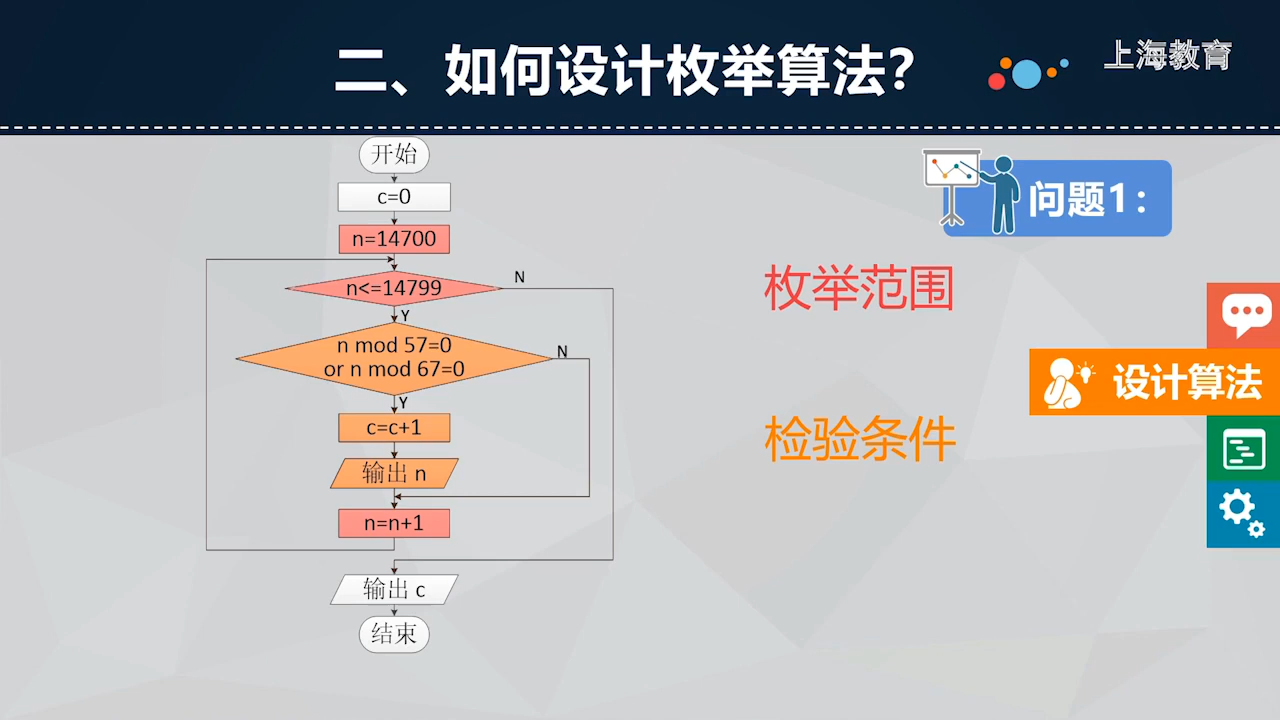 二、如何设计枚举算法？
上海教育
开始
c=0
n=14700
n<=14799
N
Y
n mod 57=0
or n mod 67=0
N
Y
c=c+1
输出 n
n=n+1
输出 c
结束
问题1：
枚举范围
设计算法
检验条件